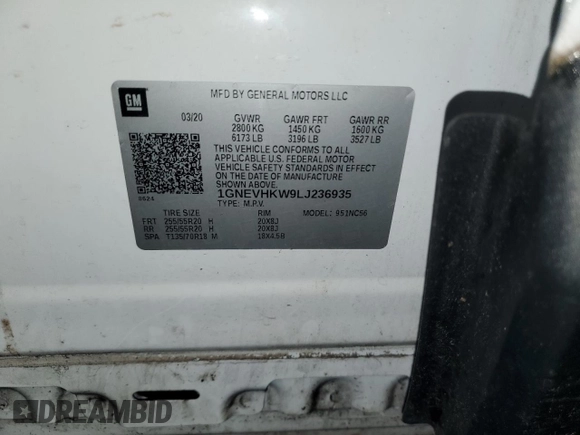 GM
MFD BY GENERAL MOTORS LLC
03/20 GVWR GAWR FRT GAWR RR
2800 KG 1450 KG 1600 KG
6173 LB 3196 LB 3527 LB
THIS VEHICLE CONFORMS TO ALL
APPLICABLE U.S. FEDERAL MOTOR
VEHICLE SAFETY STANDARDS IN EFFECT
ON THE DATE OF MANUFACTURE SHOWN ABOVE.
1GNEVHKW9LJ236935
TYPE: M.P.V. MODEL: 951NC56
TIRE SIZE RIM
FRT 255/55R20 H 20X8J
RR 255/55R20 H 20X8J
SPA T135/70R18 M 18X4.5B
DREAMBID